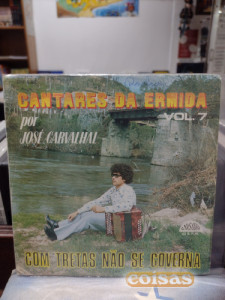 CANTARES DA ERMIDA
VOL. 7
por
JOSÉ CARVALHAL
COM TRETAS NÃO SE GOVERNA
coisas